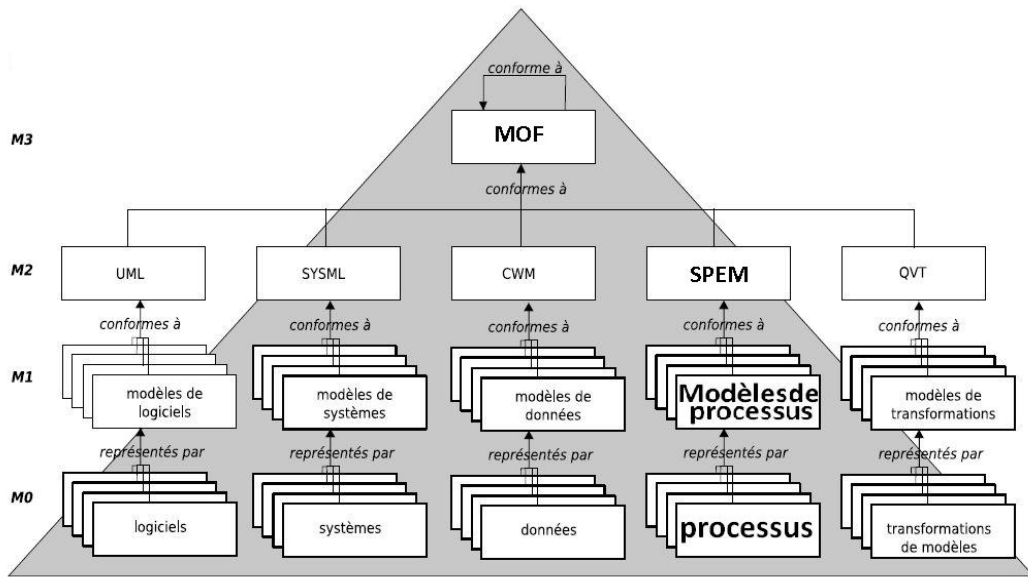 conforme à
M3
MOF
conformes à
M2
UML
SYSML
CWM
SPEM
QVT
conformes à
conformes à
conformes à
conformes à
conformes à
M1
modèles de
logiciels
modèles de
systèmes
modèles de
données
Modèlesde
processus
modèles de
transformations
représentés par
représentés par
représentés par
représentés par
représentés par
M0
logiciels
systèmes
données
processus
transformations
de modèles